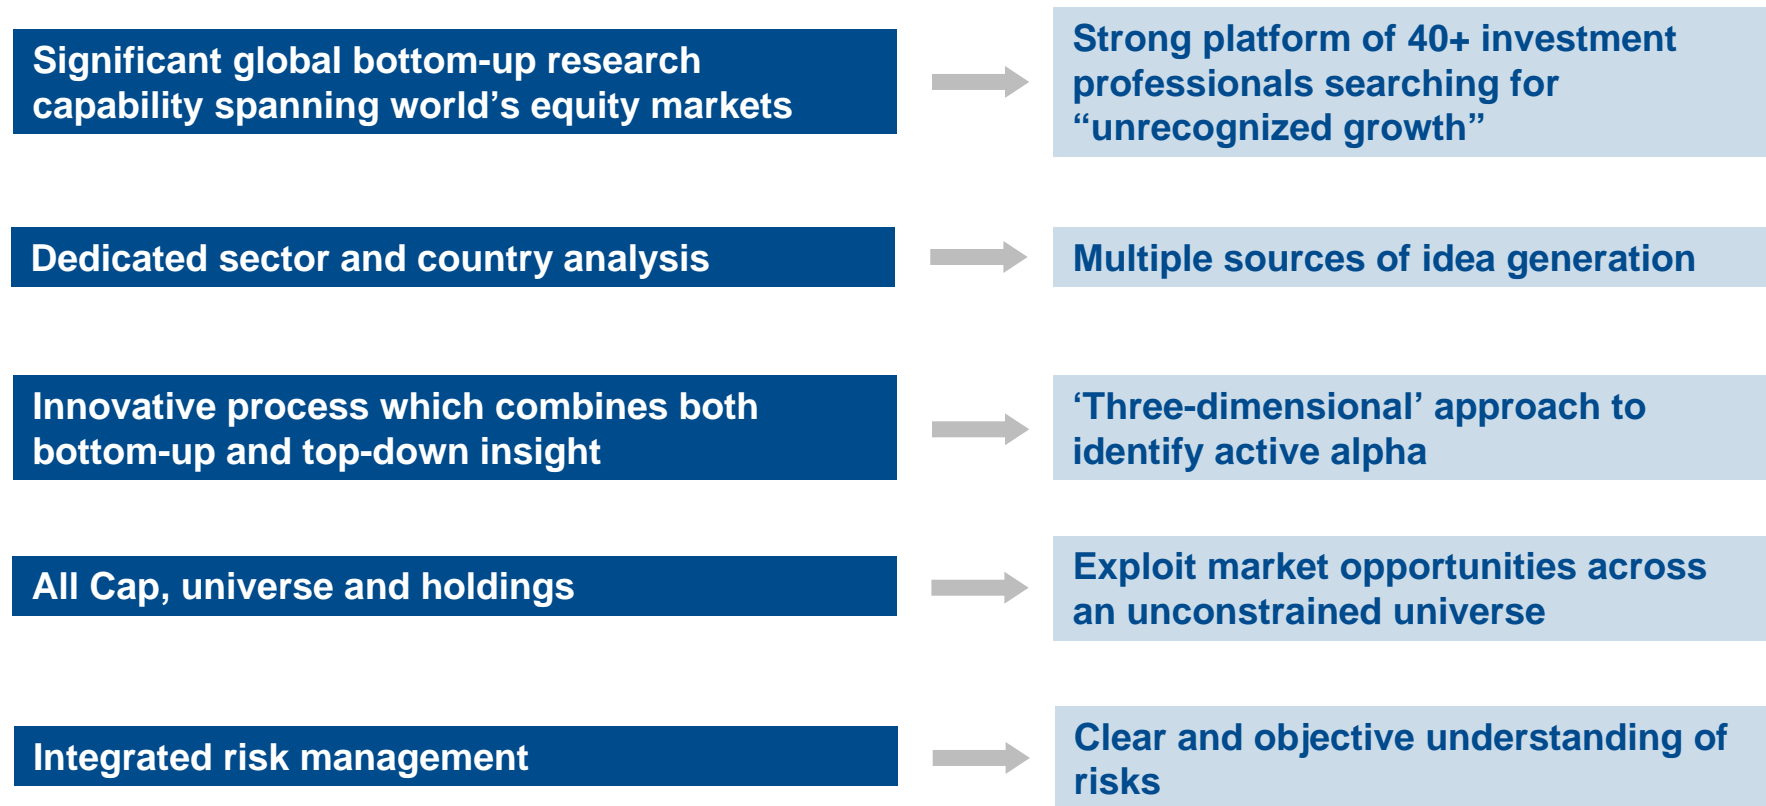 Significant global bottom-up research
capability spanning world’s equity markets
Strong platform of 40+ investment
professionals searching for
“unrecognized growth”
Dedicated sector and country analysis
Multiple sources of idea generation
Innovative process which combines both
bottom-up and top-down insight
‘Three-dimensional’ approach to
identify active alpha
All Cap, universe and holdings
Exploit market opportunities across
an unconstrained universe
Integrated risk management
Clear and objective understanding of
risks